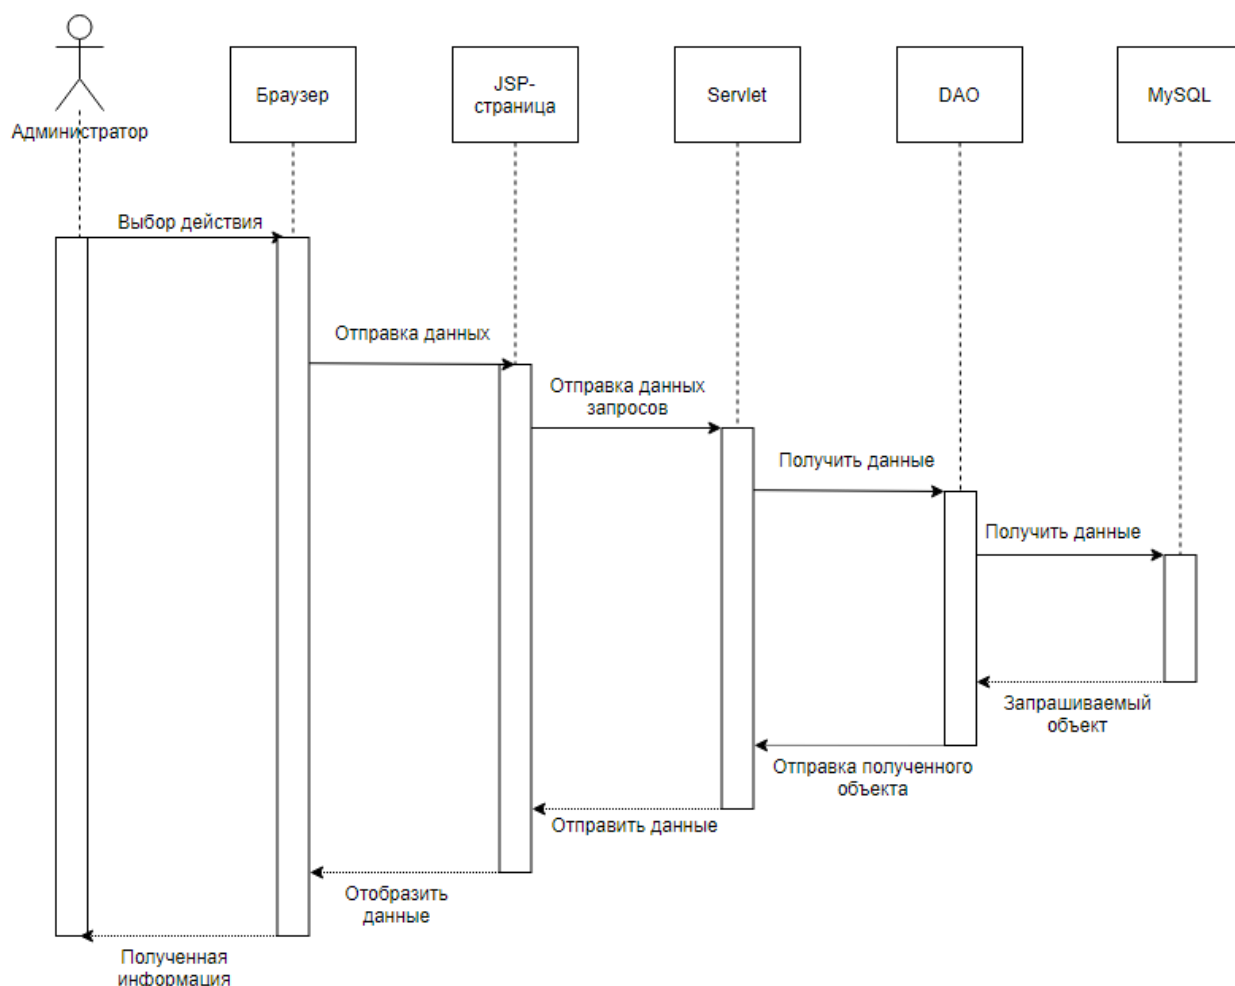 JSP-
страница
Браузер
Servlet
DAO
MySQL
Администратор
Выбор действия
Отправка данных
Отправка данных
запросов
Получить данные
Получить данные
Запрашиваемый
объект
Отправка полученного
объекта
Отправить данные
Отобразить
данные
Полученная
информация